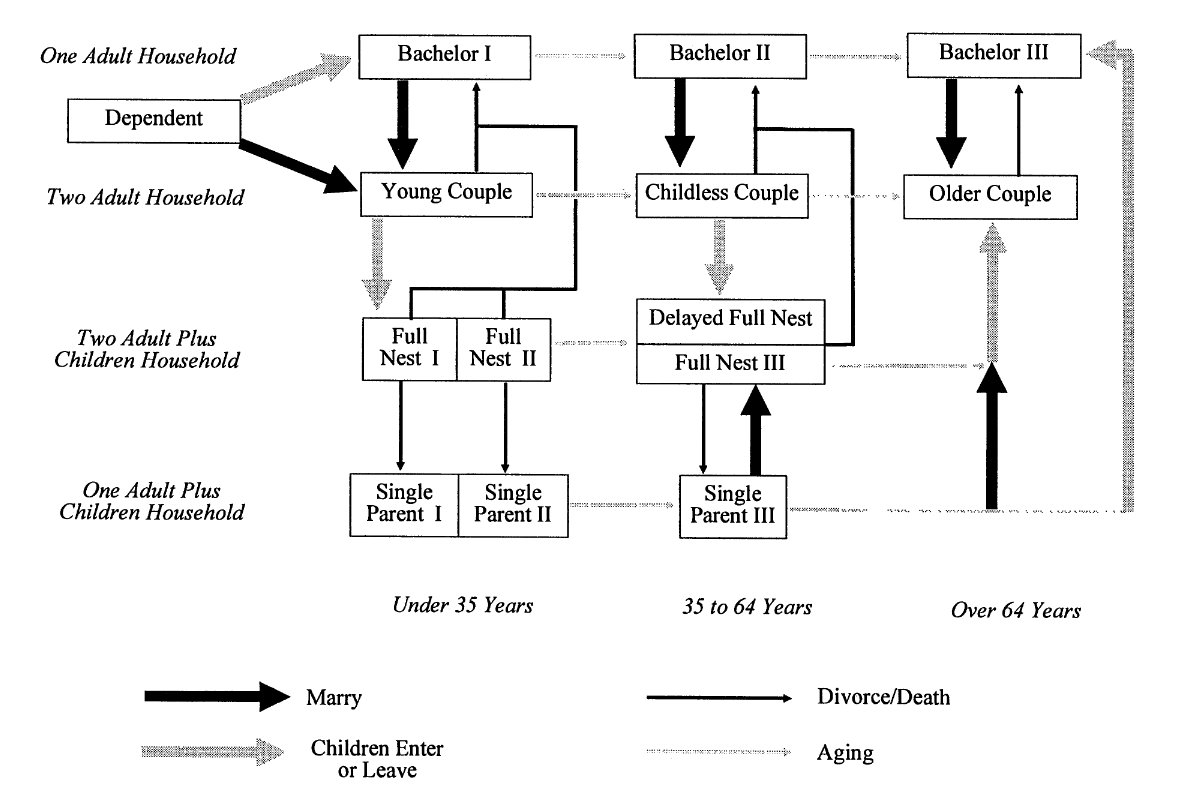 One Adult Household
Bachelor I
Bachelor II
Bachelor III
Dependent
Two Adult Household
Young Couple
Childless Couple
Older Couple
Two Adult Plus
Children Household
Full
Nest I
Full
Nest II
Delayed Full Nest
Full Nest III
One Adult Plus
Children Household
Single
Parent I
Single
Parent II
Single
Parent III
Under 35 Years
35 to 64 Years
Over 64 Years
Marry
Divorce/Death
Children Enter
or Leave
Aging